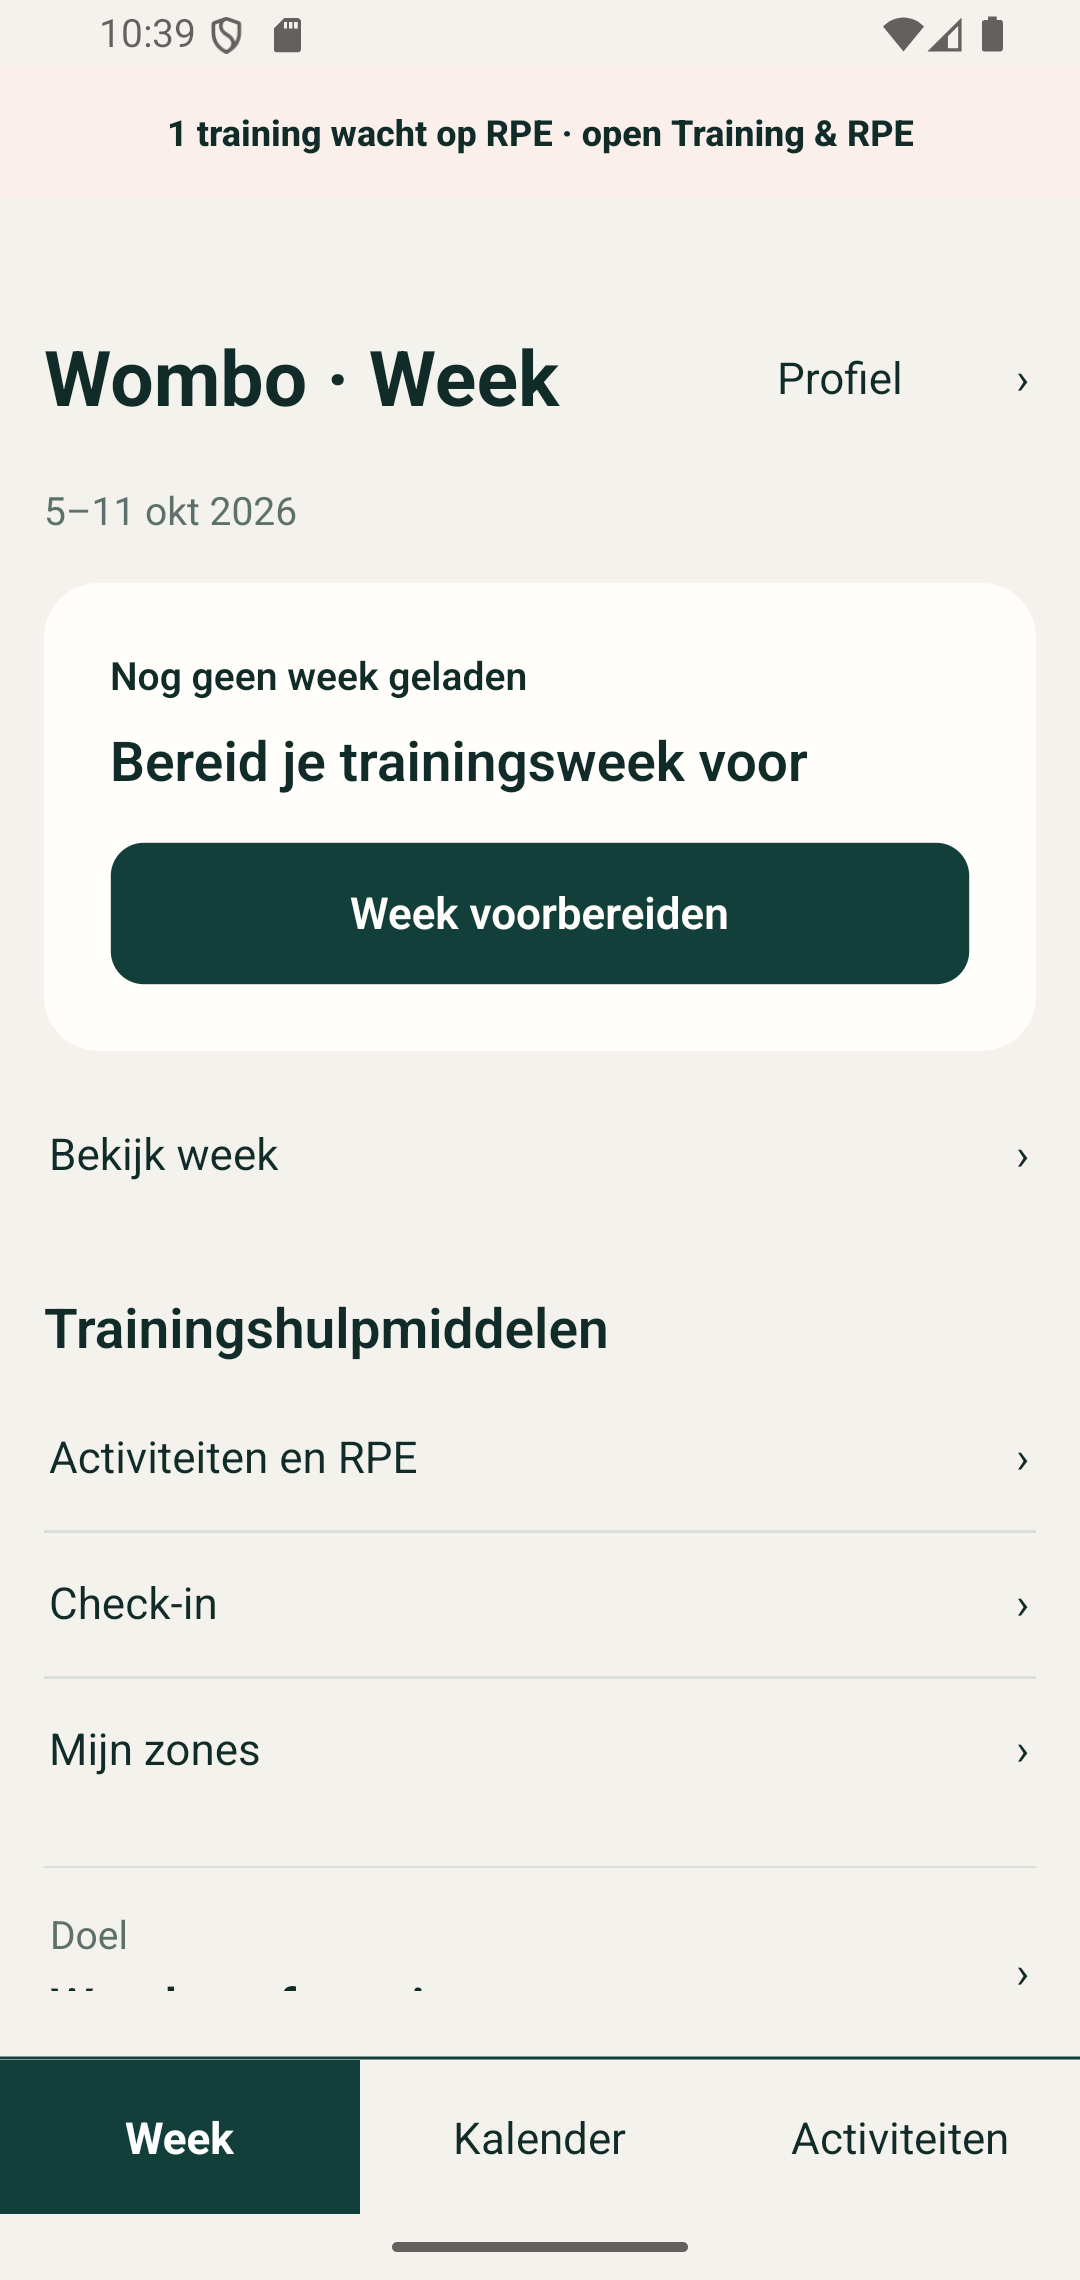 10:39
1 training wacht op RPE · open Training & RPE
Wombo · Week
Profiel ›
5–11 okt 2026
Nog geen week geladen
Bereid je trainingsweek voor
Week voorbereiden
Bekijk week ›
Trainingshulpmiddelen
Activiteiten en RPE ›
Check-in ›
Mijn zones ›
Doel ›
Week Kalender Activiteiten